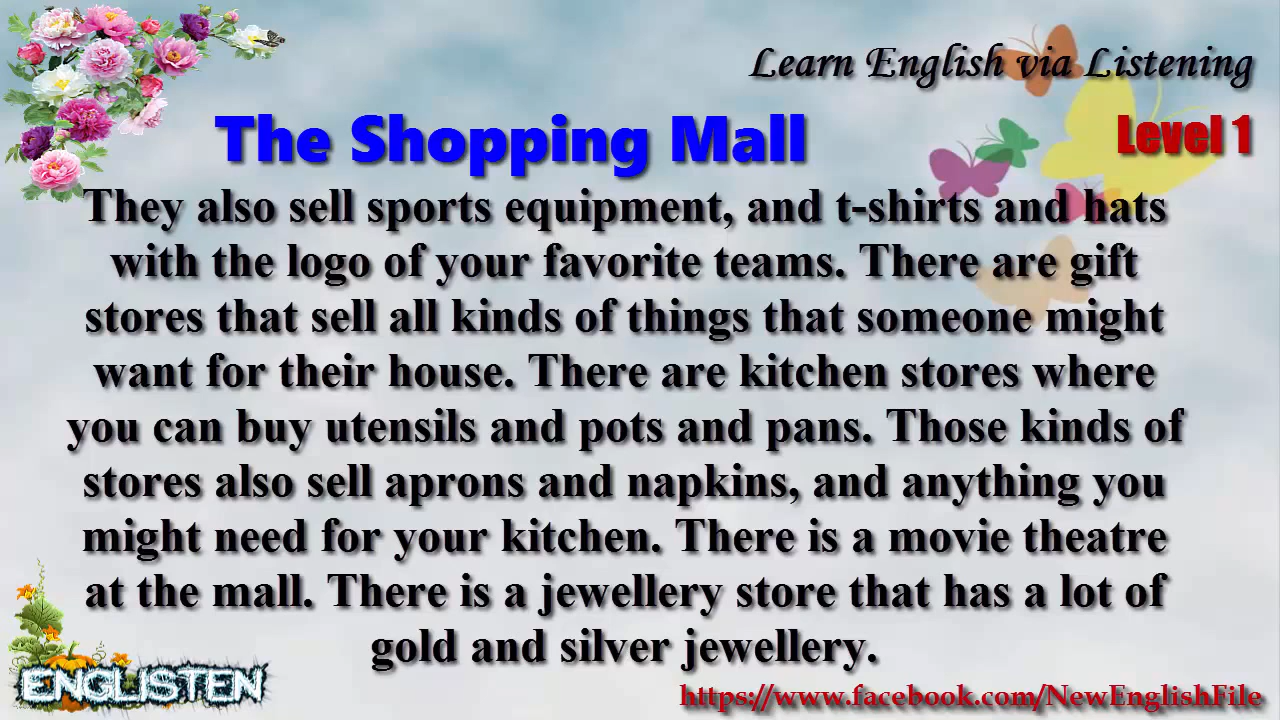 Learn English via Listening
The Shopping Mall
Level 1
They also sell sports equipment, and t-shirts and hats
with the logo of your favorite teams. There are gift
stores that sell all kinds of things that someone might
want for their house. There are kitchen stores where
you can buy utensils and pots and pans. Those kinds of
stores also sell aprons and napkins, and anything you
might need for your kitchen. There is a movie theatre
at the mall. There is a jewellery store that has a lot of
gold and silver jewellery.
ENGLISTEN
https://www.facebook.com/NewEnglishFile